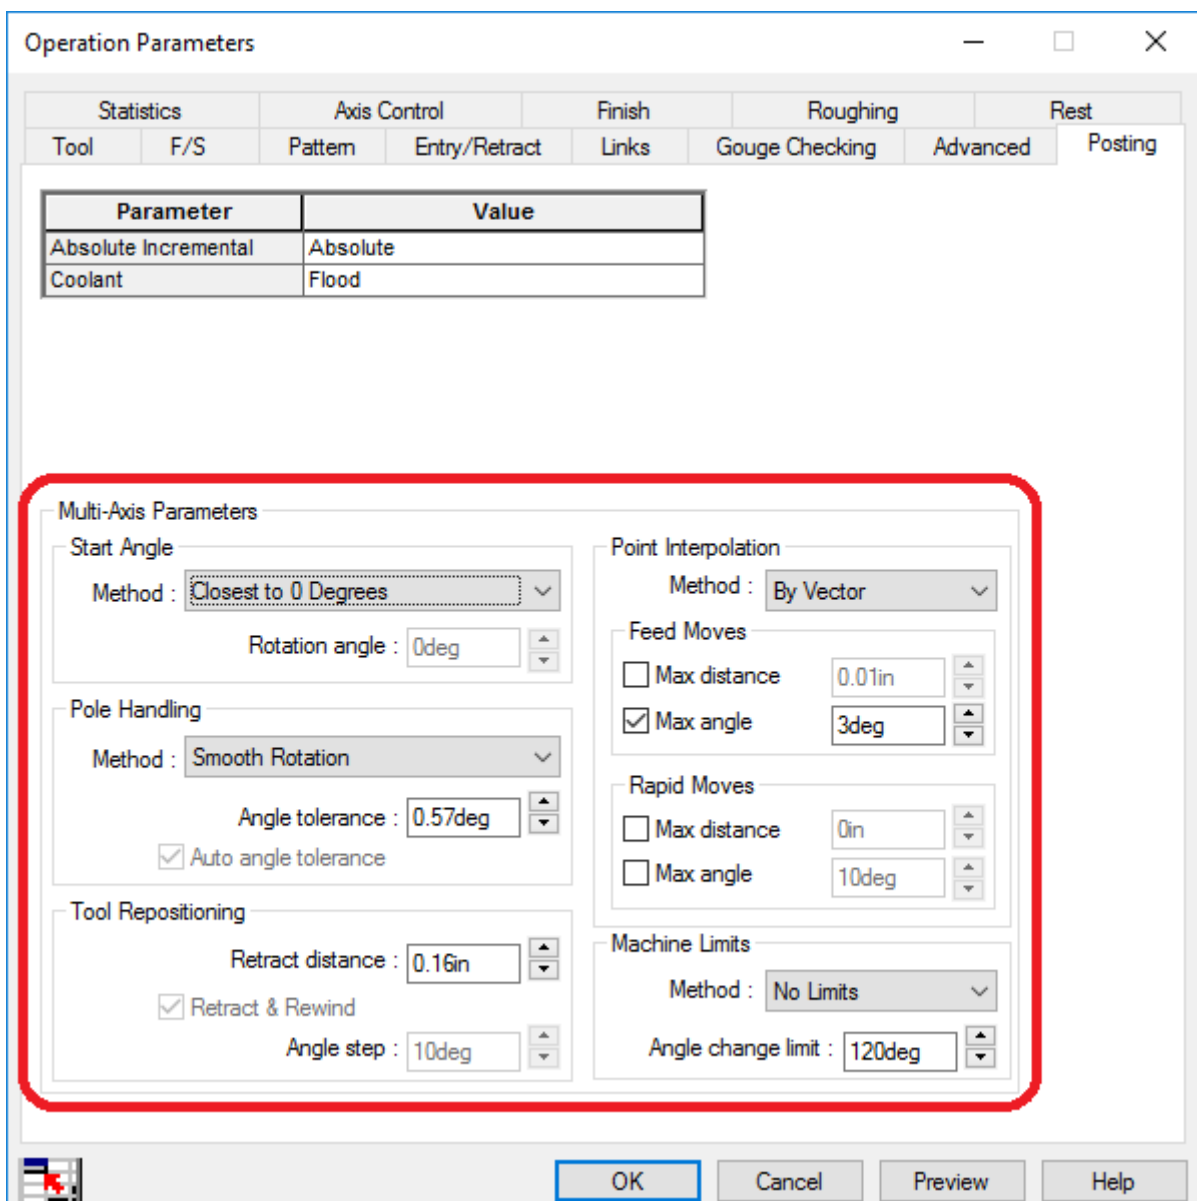 Operation Parameters
Statistics Axis Control Finish Roughing Rest
Tool F/S Pattern Entry/Retract Links Gouge Checking Advanced Posting
Parameter Value
Absolute Incremental Absolute
Coolant Flood
Multi-Axis Parameters
Start Angle
Method : Closest to 0 Degrees
Rotation angle : 0deg
Pole Handling
Method : Smooth Rotation
Angle tolerance : 0.57deg
Auto angle tolerance
Tool Repositioning
Retract distance : 0.16in
Retract & Rewind
Angle step : 10deg
Point Interpolation
Method : By Vector
Feed Moves
Max distance 0.01in
Max angle 3deg
Rapid Moves
Max distance 0in
Max angle 10deg
Machine Limits
Method : No Limits
Angle change limit : 120deg
OK Cancel Preview Help